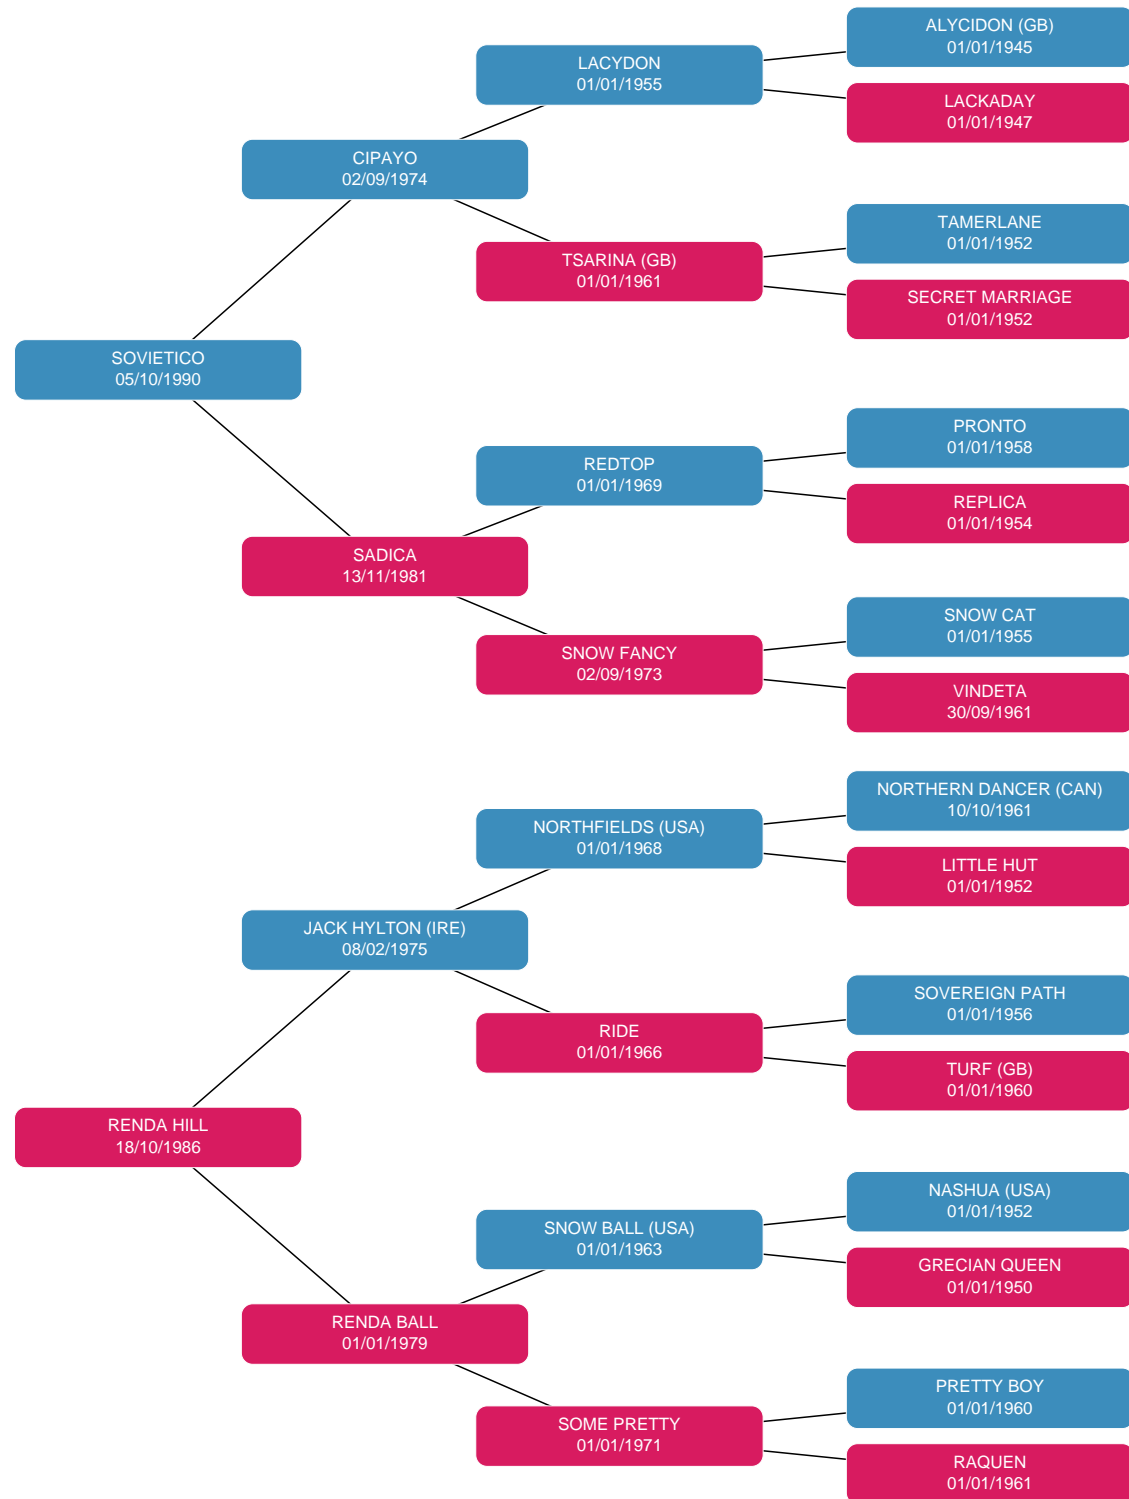 ALYCIDON (GB)
01/01/1945
LACYDON
01/01/1955
LACKADAY
01/01/1947
CIPAYO
02/09/1974
TAMERLANE
01/01/1952
TSARINA (GB)
01/01/1961
SECRET MARRIAGE
01/01/1952
SOVIETICO
05/10/1990
PRONTO
01/01/1958
REDTOP
01/01/1969
REPLICA
01/01/1954
SADICA
13/11/1981
SNOW CAT
01/01/1955
SNOW FANCY
02/09/1973
VINDETA
30/09/1961
NORTHERN DANCER (CAN)
10/10/1961
NORTHFIELDS (USA)
01/01/1968
LITTLE HUT
01/01/1952
JACK HYLTON (IRE)
08/02/1975
SOVEREIGN PATH
01/01/1956
RIDE
01/01/1966
TURF (GB)
01/01/1960
RENDA HILL
18/10/1986
NASHUA (USA)
01/01/1952
SNOW BALL (USA)
01/01/1963
GRECIAN QUEEN
01/01/1950
RENDA BALL
01/01/1979
PRETTY BOY
01/01/1960
SOME PRETTY
01/01/1971
RAQUEN
01/01/1961